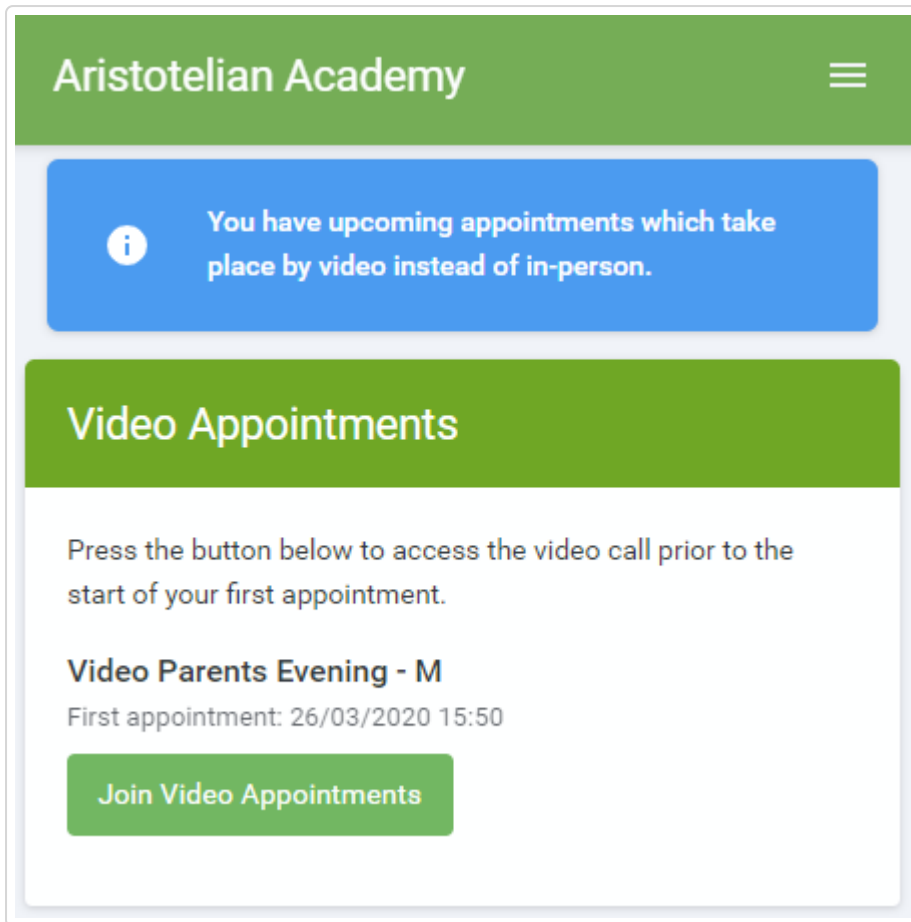 Aristotelian Academy
You have upcoming appointments which take
place by video instead of in-person.
Video Appointments
Press the button below to access the video call prior to the
start of your first appointment.
Video Parents Evening - M
First appointment: 26/03/2020 15:50
Join Video Appointments